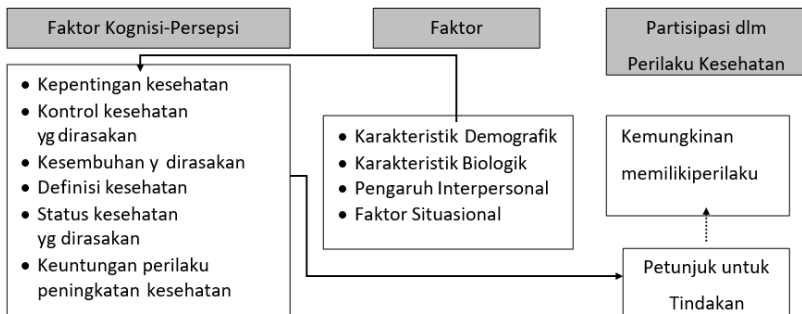 Faktor Kognisi-Persepsi
Faktor
Partisipasi dlm
Perilaku Kesehatan
• Kepentingan kesehatan
• Kontrol kesehatan
yg dirasakan
• Kesembuhan y dirasakan
• Definisi kesehatan
• Status kesehatan
yg dirasakan
• Keuntungan perilaku
peningkatan kesehatan
• Karakteristik Demografik
• Karakteristik Biologik
• Pengaruh Interpersonal
• Faktor Situasional
Kemungkinan
memilikiperilaku
Petunjuk untuk
Tindakan